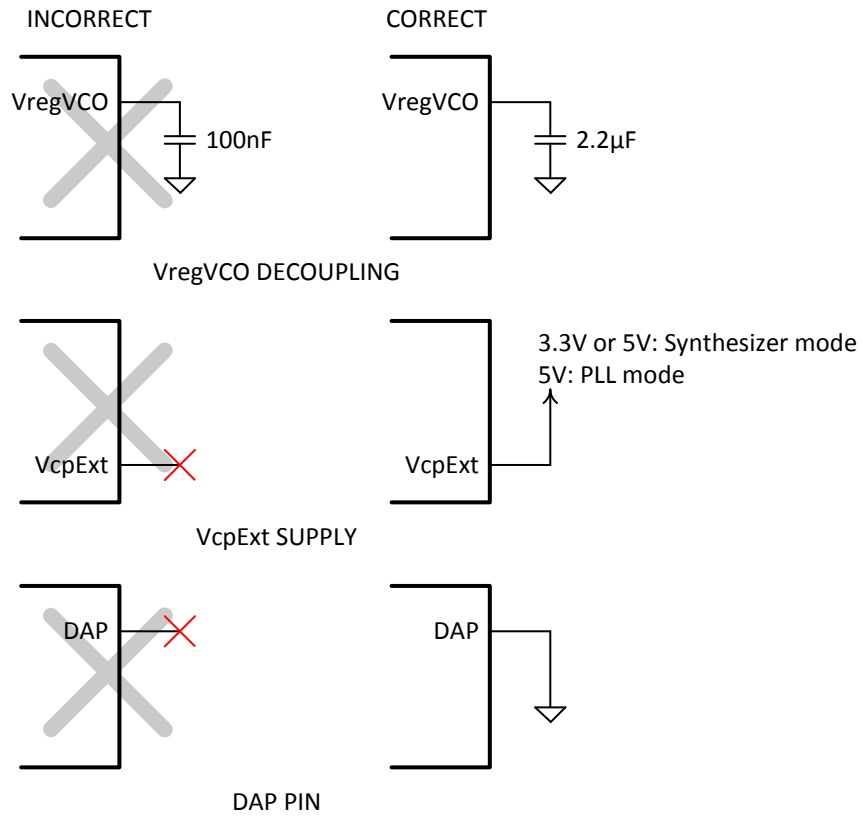 INCORRECT
CORRECT
VregVCO
100nF
VregVCO
2.2µF
VregVCO DECOUPLING
VcpExt
3.3V or 5V: Synthesizer mode
5V: PLL mode
VcpExt
VcpExt SUPPLY
DAP
DAP
DAP PIN